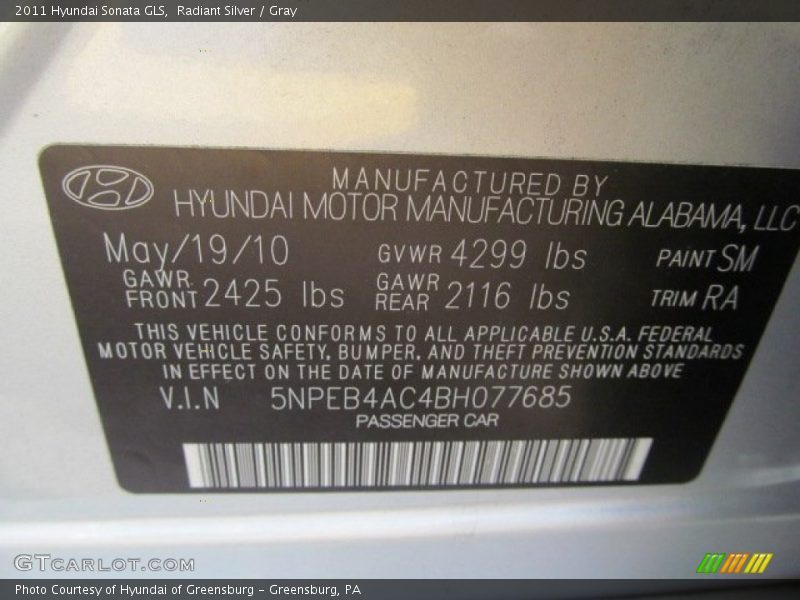 2011 Hyundai Sonata GLS,  Radiant Silver / Gray
MANUFACTURED BY
HYUNDAI MOTOR MANUFACTURING ALABAMA, LLC
May/19/10 GVWR 4299 lbs PAINT SM
GAWR FRONT 2425 lbs GAWR REAR 2116 lbs TRIM RA
THIS VEHICLE CONFORMS TO ALL APPLICABLE U.S.A. FEDERAL
MOTOR VEHICLE SAFETY, BUMPER, AND THEFT PREVENTION STANDARDS
IN EFFECT ON THE DATE OF MANUFACTURE SHOWN ABOVE
V.I.N 5NPEB4AC4BH077685
PASSENGER CAR
GTCARLOT.COM
Photo Courtesy of Hyundai of Greensburg - Greensburg, PA